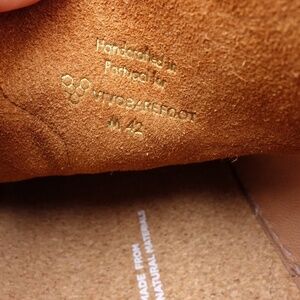 Handcrafted in
Portugal for
VIVOBAREFOOT
M 42
MADE FROM
NATURAL MATERIALS